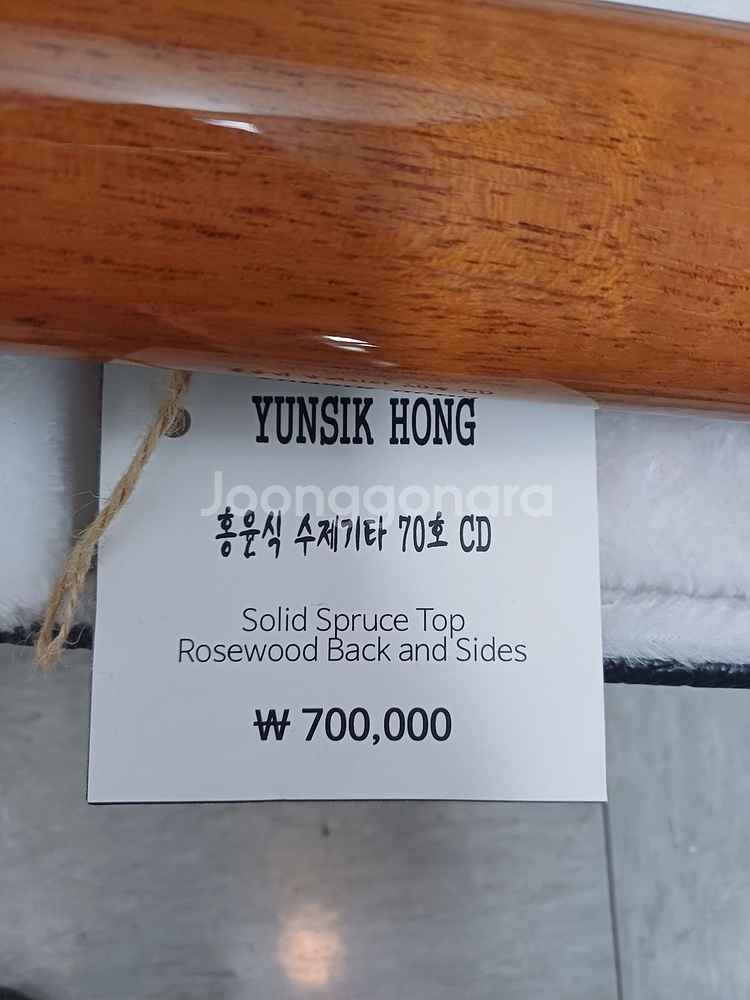 YUNSIK HONG
Joonggonara
홍윤식 수제기타 70호 CD
Solid Spruce Top
Rosewood Back and Sides
₩ 700,000